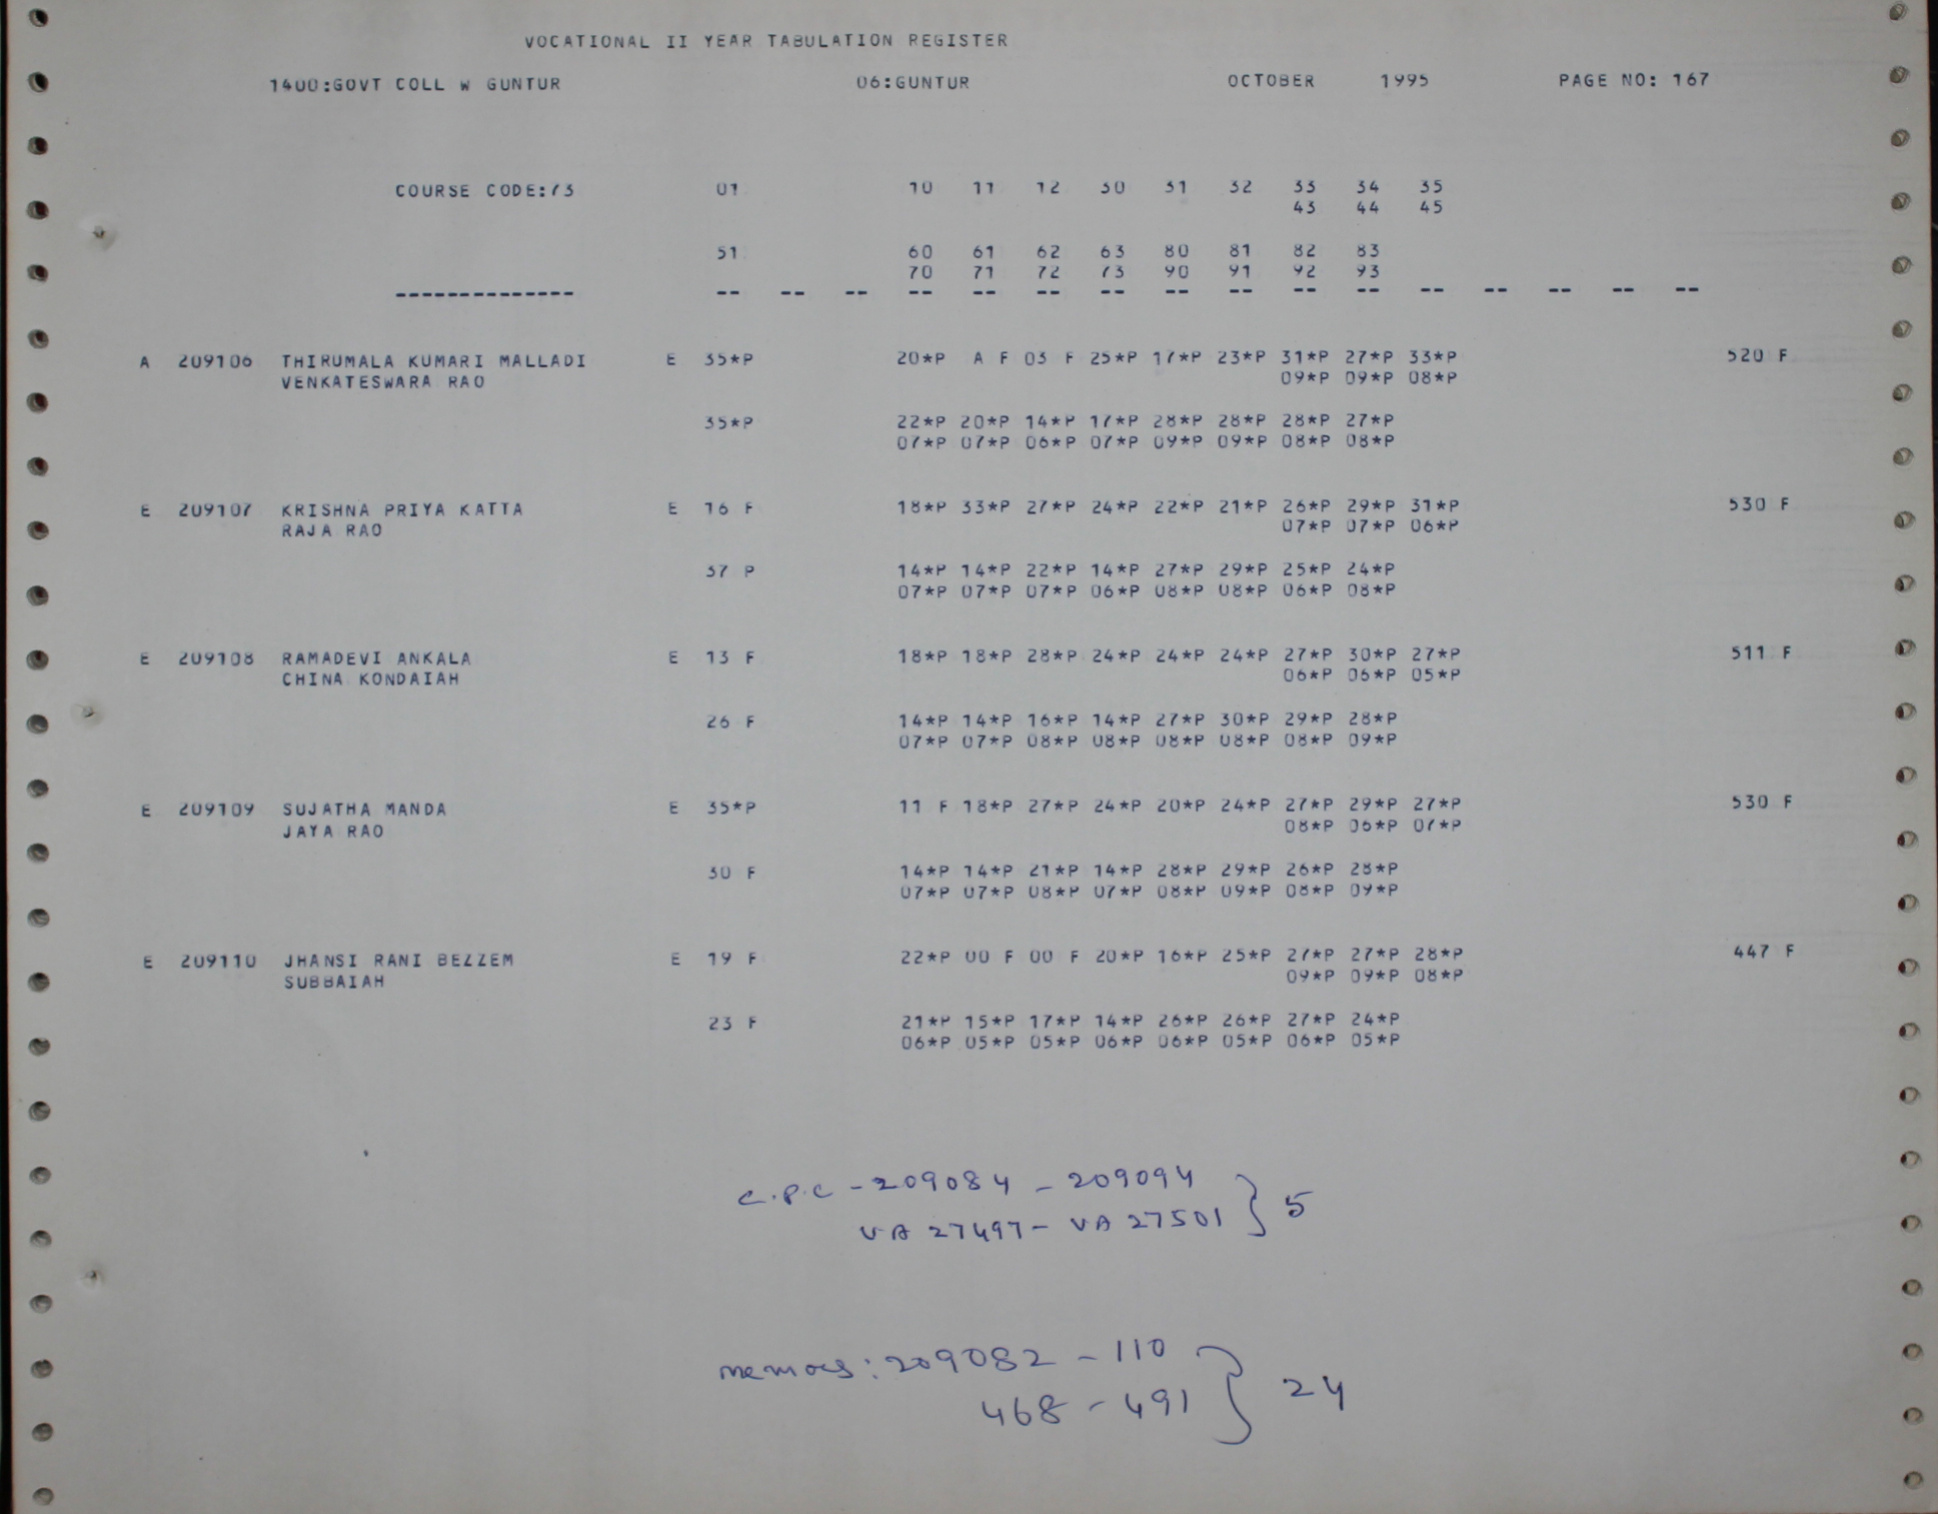 VOCATIONAL II YEAR TABULATION REGISTER
1400:GOVT COLL W GUNTUR 06:GUNTUR OCTOBER 1995 PAGE NO: 167
COURSE CODE:73 01 10 11 12 30 31 32 33 34 35
43 44 45
51 60 61 62 63 80 81 82 83
70 71 72 73 90 91 92 93
-------------- -- -- -- -- -- -- -- -- -- -- -- -- -- -- -- --
A 209106 THIRUMALA KUMARI MALLADI E 35*P 20*P A F 03 F 25*P 17*P 23*P 31*P 27*P 33*P 520 F
VENKATESWARA RAO 09*P 09*P 08*P
35*P 22*P 20*P 14*P 17*P 28*P 28*P 28*P 27*P
07*P 07*P 06*P 07*P 09*P 09*P 08*P 08*P
E 209107 KRISHNA PRIYA KATTA E 16 F 18*P 33*P 27*P 24*P 22*P 21*P 26*P 29*P 31*P 530 F
RAJA RAO 07*P 07*P 06*P
37 P 14*P 14*P 22*P 14*P 27*P 29*P 25*P 24*P
07*P 07*P 07*P 06*P 08*P 08*P 06*P 08*P
E 209108 RAMADEVI ANKALA E 13 F 18*P 18*P 28*P 24*P 24*P 24*P 27*P 30*P 27*P 511 F
CHINA KONDAIAH 06*P 06*P 05*P
26 F 14*P 14*P 16*P 14*P 27*P 30*P 29*P 28*P
07*P 07*P 08*P 08*P 08*P 08*P 08*P 09*P
E 209109 SUJATHA MANDA E 35*P 11 F 18*P 27*P 24*P 20*P 24*P 27*P 29*P 27*P 530 F
JAYA RAO 08*P 06*P 07*P
30 F 14*P 14*P 21*P 14*P 28*P 29*P 26*P 28*P
07*P 07*P 08*P 07*P 08*P 09*P 08*P 09*P
E 209110 JHANSI RANI BEZZEM E 19 F 22*P 00 F 00 F 20*P 16*P 25*P 27*P 27*P 28*P 447 F
SUBBAIAH 09*P 09*P 08*P
23 F 21*P 15*P 17*P 14*P 26*P 26*P 27*P 24*P
06*P 05*P 05*P 06*P 06*P 05*P 06*P 05*P
C.P.C - 209084 - 209094
VA 27497 - VA 27501 } 5
memos: 209082 - 110
468 - 491 } 24